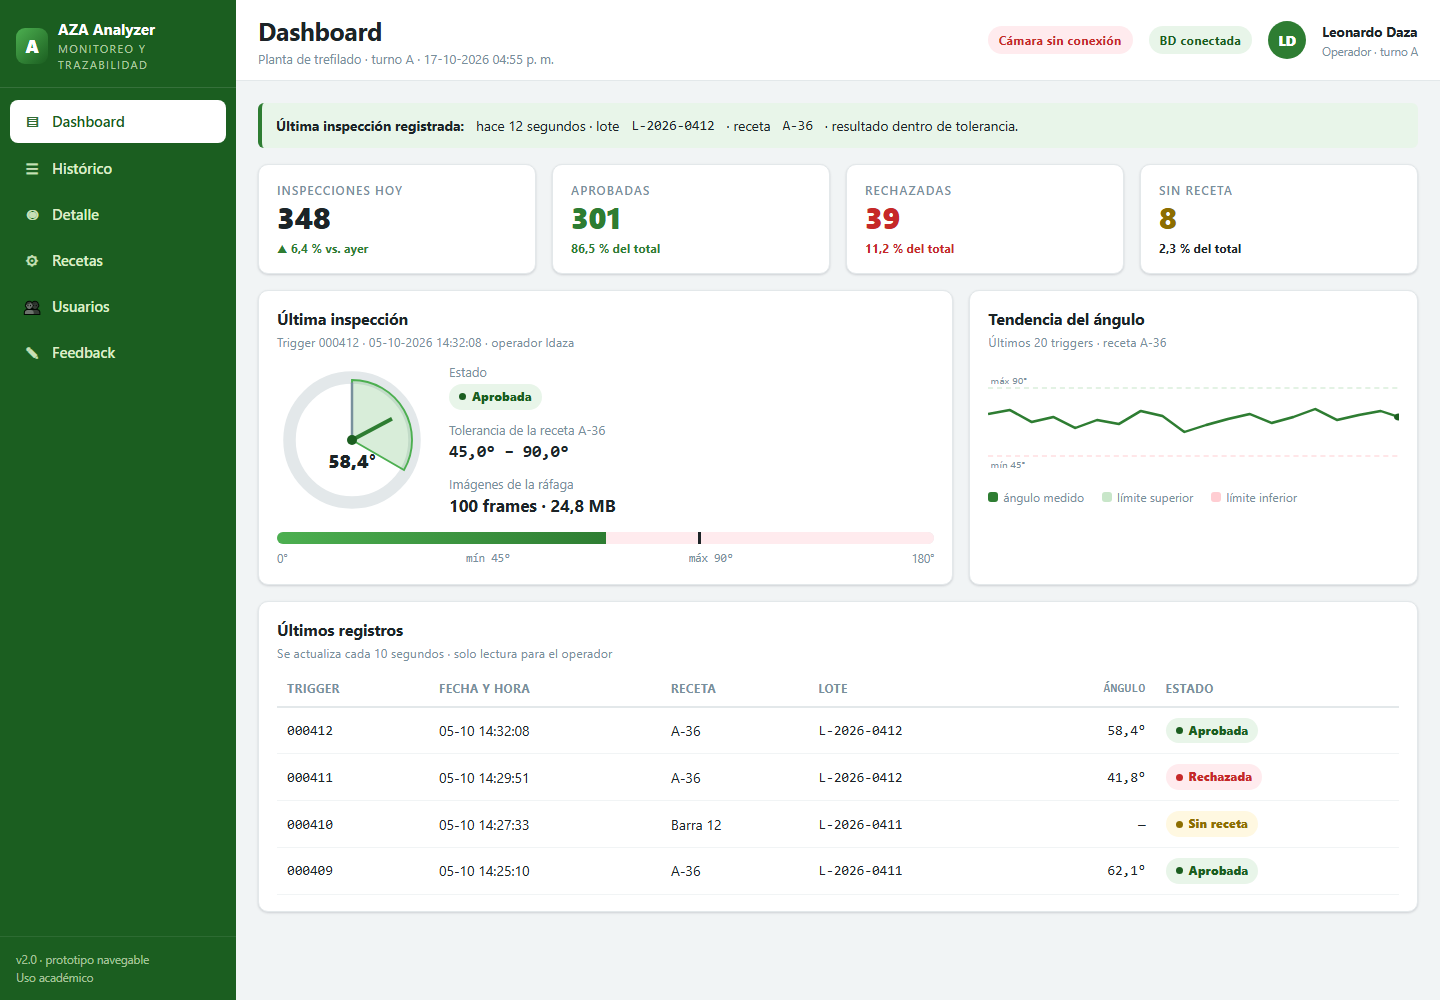 A
AZA Analyzer
MONITOREO Y
TRAZABILIDAD
Dashboard
Histórico
Detalle
Recetas
Usuarios
Feedback
v2.0 · prototipo navegable
Uso académico
Dashboard
Planta de trefilado · turno A · 17-10-2026 04:55 p. m.
Cámara sin conexión
BD conectada
LD
Leonardo Daza
Operador · turno A
Última inspección registrada: hace 12 segundos · lote L-2026-0412 · receta A-36 · resultado dentro de tolerancia.
INSPECCIONES HOY
348
▲ 6,4 % vs. ayer
APROBADAS
301
86,5 % del total
RECHAZADAS
39
11,2 % del total
SIN RECETA
8
2,3 % del total
Última inspección
Trigger 000412 · 05-10-2026 14:32:08 · operador ldaza
58,4°
Estado
Aprobada
Tolerancia de la receta A-36
45,0° – 90,0°
Imágenes de la ráfaga
100 frames · 24,8 MB
0° mín 45° máx 90° 180°
Tendencia del ángulo
Últimos 20 triggers · receta A-36
máx 90°
mín 45°
ángulo medido límite superior límite inferior
Últimos registros
Se actualiza cada 10 segundos · solo lectura para el operador
TRIGGER FECHA Y HORA RECETA LOTE ÁNGULO ESTADO
000412 05-10 14:32:08 A-36 L-2026-0412 58,4° Aprobada
000411 05-10 14:29:51 A-36 L-2026-0412 41,8° Rechazada
000410 05-10 14:27:33 Barra 12 L-2026-0411 — Sin receta
000409 05-10 14:25:10 A-36 L-2026-0411 62,1° Aprobada